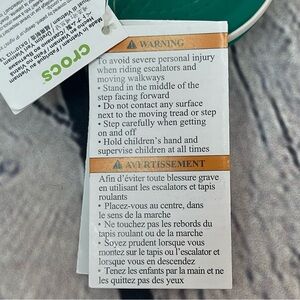 crocs
⚠ WARNING
To avoid severe personal injury
when riding escalators and
moving walkways
• Stand in the middle of the
step facing forward
• Do not contact any surface
next to the moving tread or step
• Step carefully when getting
on and off
• Hold children's hand and
supervise children at all times
⚠ AVERTISSEMENT
Afin d'éviter toute blessure grave
en utilisant les escalators et tapis
roulants
• Placez-vous au centre, dans
le sens de la marche
• Ne touchez pas les rebords du
tapis roulant ou de la marche
• Soyez prudent lorsque vous
montez sur le tapis ou l'escalator et
lorsque vous en descendez
• Tenez les enfants par la main et ne
les quittez pas des yeux